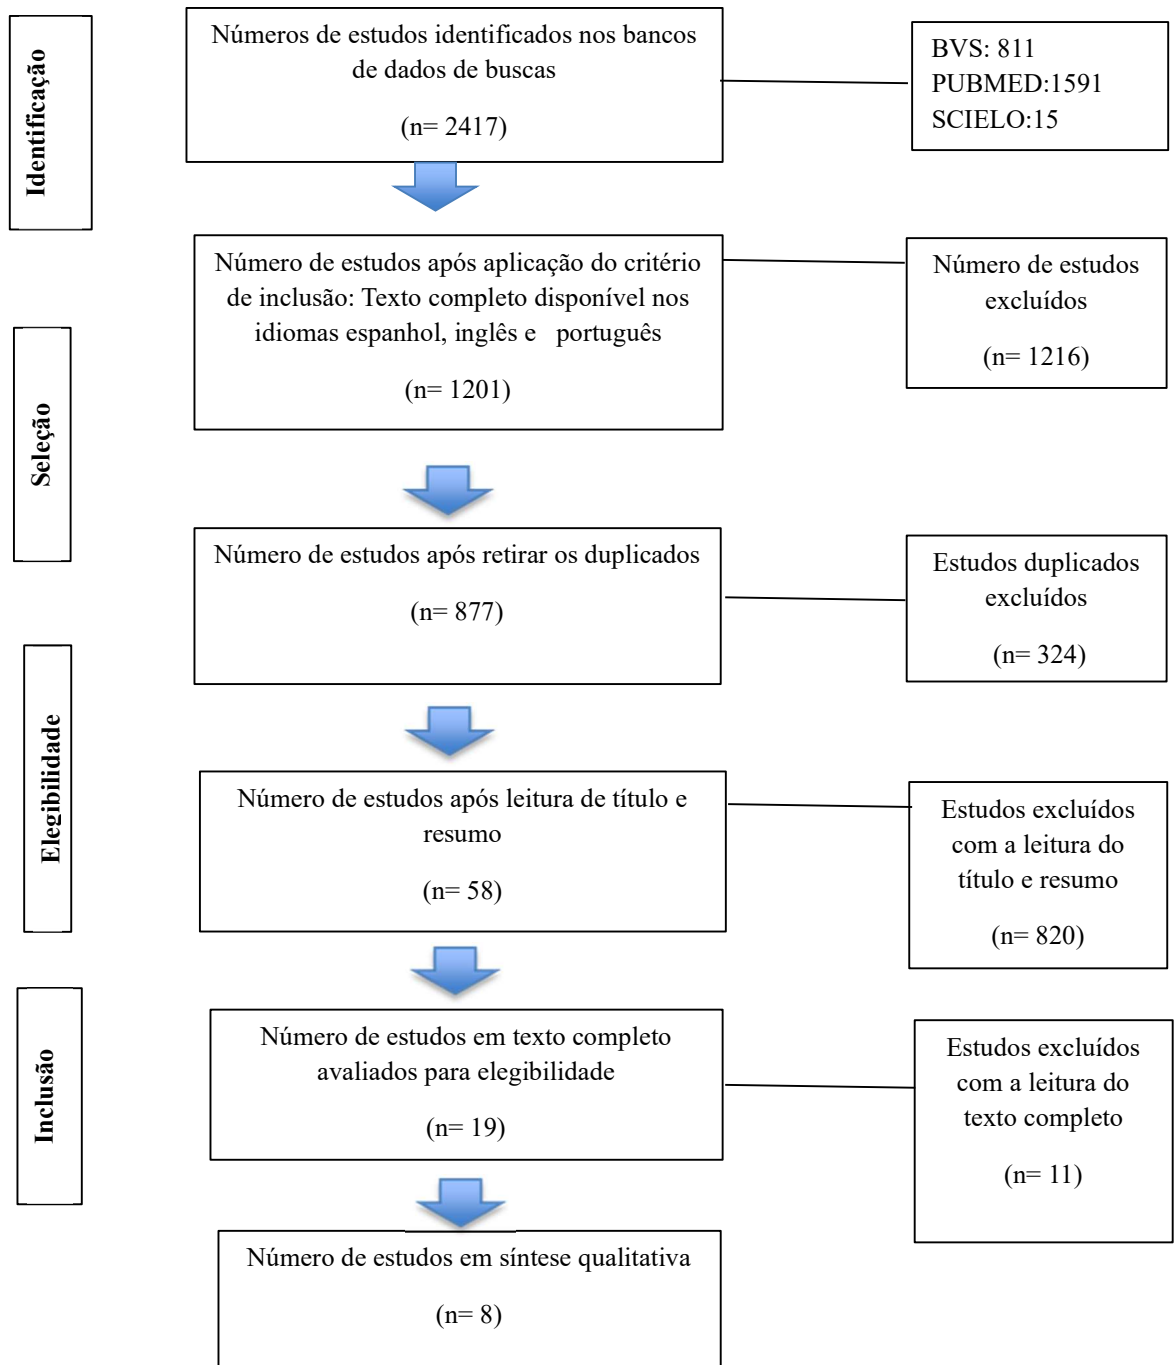 Identificação
Números de estudos identificados nos bancos
de dados de buscas
(n= 2417)
BVS: 811
PUBMED:1591
SCIELO:15
Número de estudos após aplicação do critério
de inclusão: Texto completo disponível nos
idiomas espanhol, inglês e português
(n= 1201)
Número de estudos
excluídos
(n= 1216)
Seleção
Número de estudos após retirar os duplicados
(n= 877)
Estudos duplicados
excluídos
(n= 324)
Elegibilidade
Número de estudos após leitura de título e
resumo
(n= 58)
Estudos excluídos
com a leitura do
título e resumo
(n= 820)
Inclusão
Número de estudos em texto completo
avaliados para elegibilidade
(n= 19)
Estudos excluídos
com a leitura do
texto completo
(n= 11)
Número de estudos em síntese qualitativa
(n= 8)